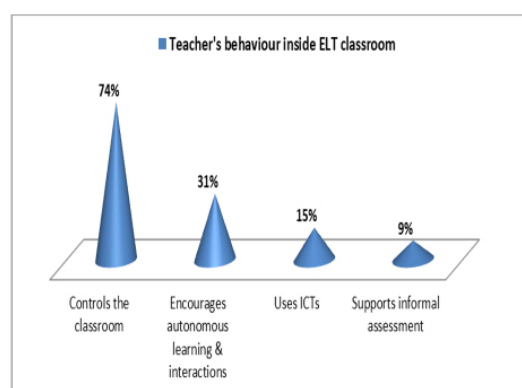 Teacher's behaviour inside ELT classroom
74%
31%
15%
9%
Controls the
classroom
Encourages
autonomous
learning &
interactions
Uses ICTs
Supports informal
assessment